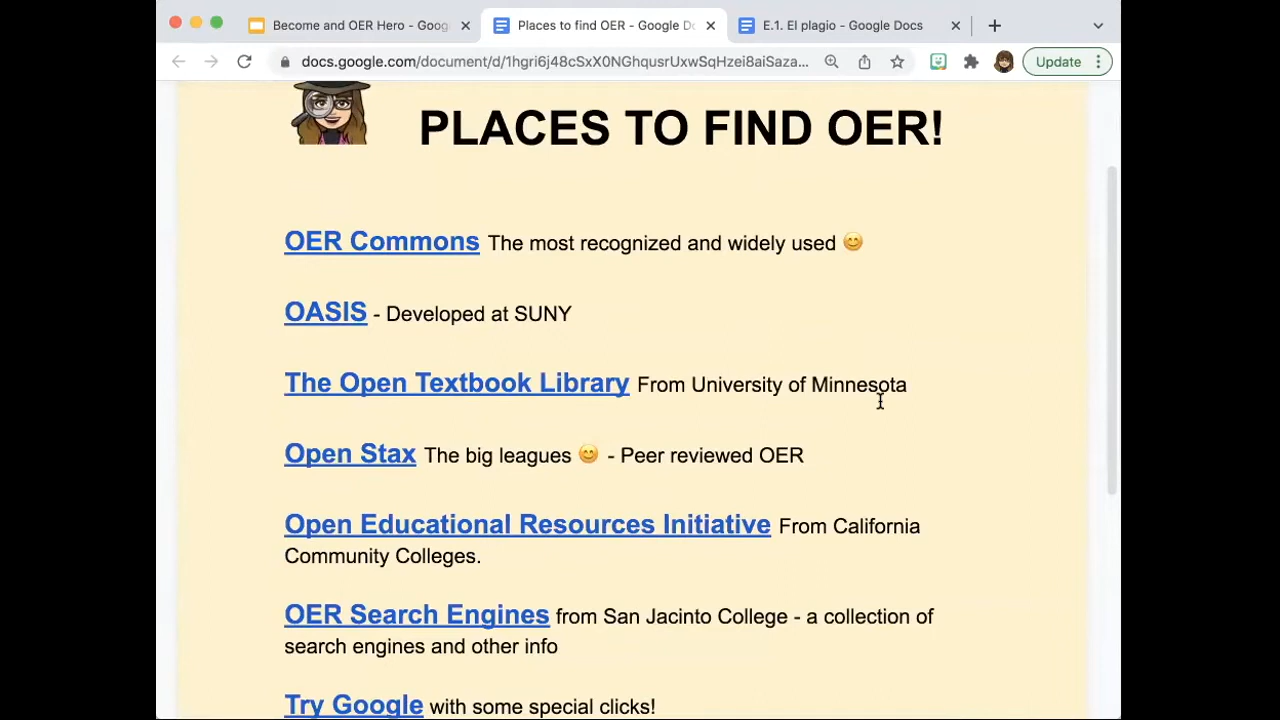 Become and OER Hero - Goog
Places to find OER - Google Do
E.1. El plagio - Google Docs
docs.google.com/document/d/1hgri6j48cSxX0NGhqusrUxwSqHzei8aiSaza...
Update
PLACES TO FIND OER!
OER Commons The most recognized and widely used 😊
OASIS - Developed at SUNY
The Open Textbook Library From University of Minnesota
Open Stax The big leagues 😊 - Peer reviewed OER
Open Educational Resources Initiative From California
Community Colleges.
OER Search Engines from San Jacinto College - a collection of
search engines and other info
Try Google with some special clicks!